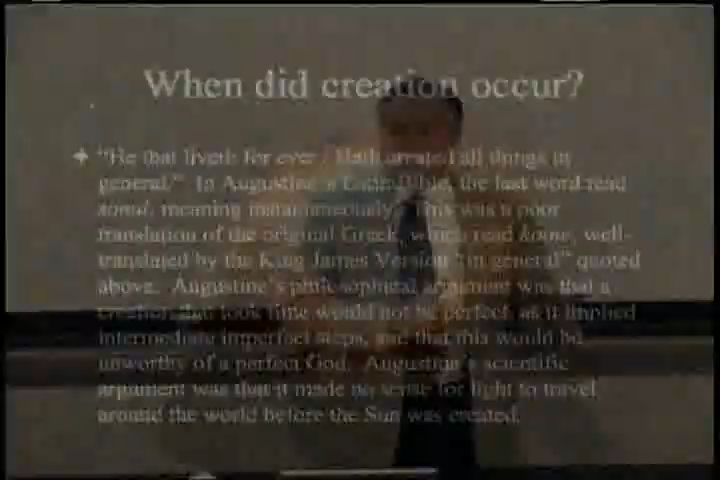 When did creation occur?
"He that liveth for ever / Hath created all things in
general." In Augustine's Latin Bible, the last word read
simul, meaning instantaneously. This was a poor
translation of the original Greek, which read koine, well-
translated by the King James Version "in general" quoted
above. Augustine's philosophical argument was that a
creation that took time would not be perfect, as it implied
intermediate imperfect steps, and that this would be
unworthy of a perfect God. Augustine's scientific
argument was that it made no sense for light to travel
around the world before the Sun was created.